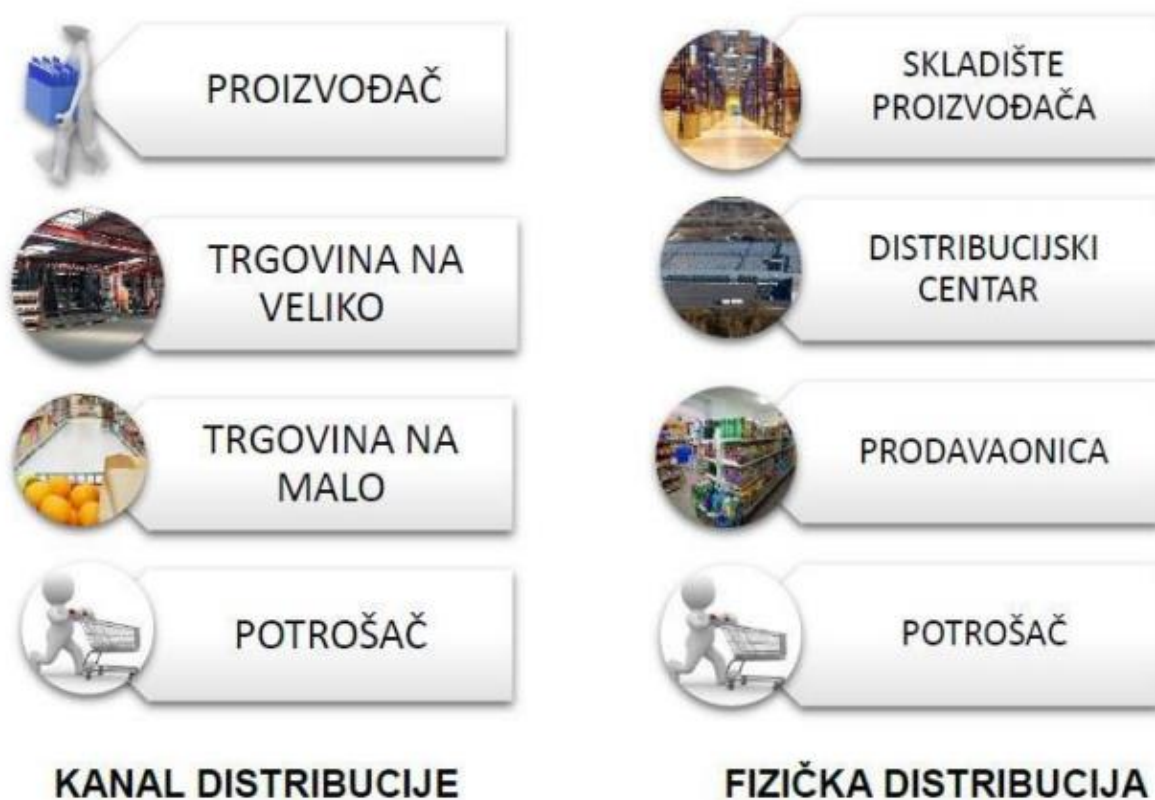 PROIZVOĐAČ
TRGOVINA NA
VELIKO
TRGOVINA NA
MALO
POTROŠAČ
KANAL DISTRIBUCIJE
SKLADIŠTE
PROIZVOĐAČA
DISTRIBUCIJSKI
CENTAR
PRODAVAONICA
POTROŠAČ
FIZIČKA DISTRIBUCIJA